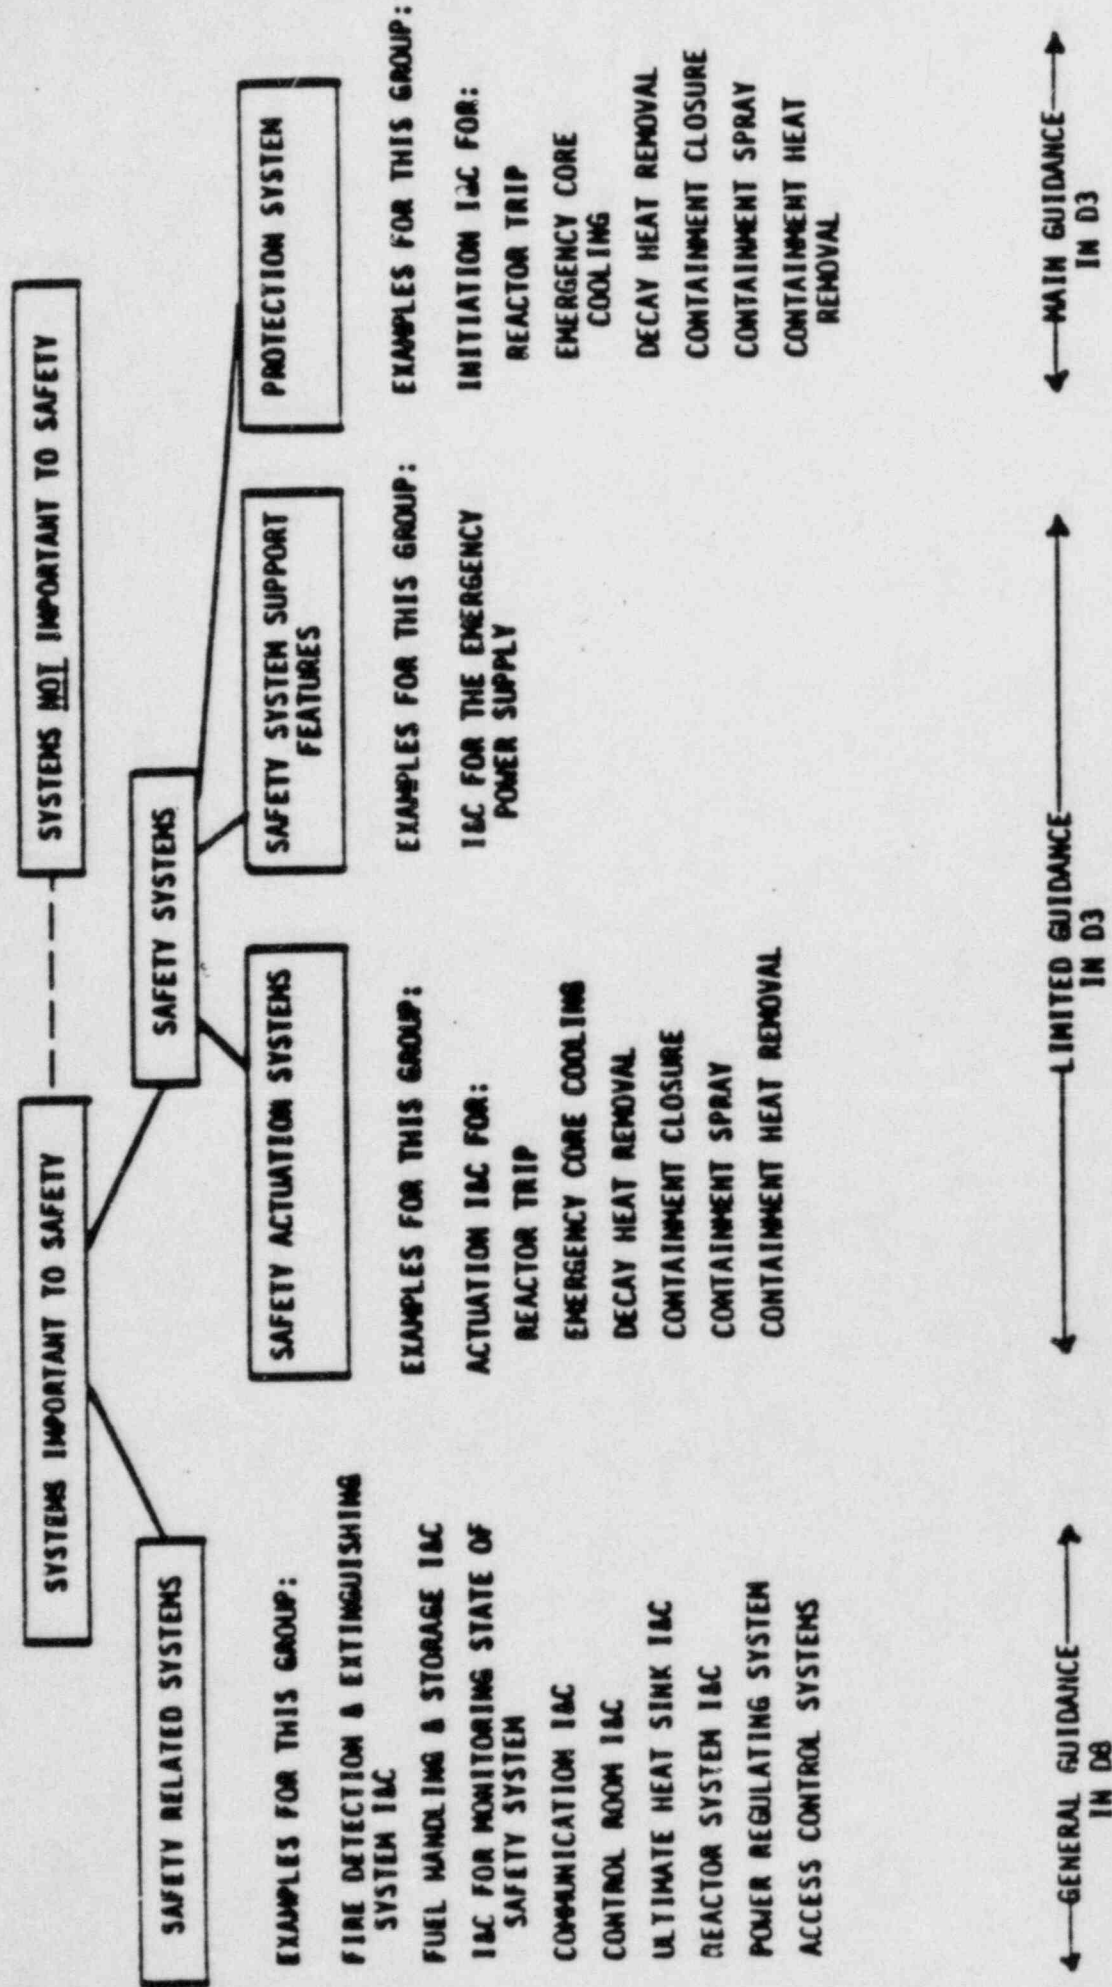 SYSTEMS IMPORTANT TO SAFETY
SYSTEMS NOT IMPORTANT TO SAFETY
SAFETY RELATED SYSTEMS
SAFETY SYSTEMS
SAFETY ACTUATION SYSTEMS
SAFETY SYSTEM SUPPORT
FEATURES
PROTECTION SYSTEM
EXAMPLES FOR THIS GROUP:
FIRE DETECTION & EXTINGUISHING
SYSTEM I&C
FUEL HANDLING & STORAGE I&C
I&C FOR MONITORING STATE OF
SAFETY SYSTEM
COMMUNICATION I&C
CONTROL ROOM I&C
ULTIMATE HEAT SINK I&C
REACTOR SYSTEM I&C
POWER REGULATING SYSTEM
ACCESS CONTROL SYSTEMS
EXAMPLES FOR THIS GROUP:
ACTUATION I&C FOR:
REACTOR TRIP
EMERGENCY CORE COOLING
DECAY HEAT REMOVAL
CONTAINMENT CLOSURE
CONTAINMENT SPRAY
CONTAINMENT HEAT REMOVAL
EXAMPLES FOR THIS GROUP:
I&C FOR THE EMERGENCY
POWER SUPPLY
EXAMPLES FOR THIS GROUP:
INITIATION I&C FOR:
REACTOR TRIP
EMERGENCY CORE
COOLING
DECAY HEAT REMOVAL
CONTAINMENT CLOSURE
CONTAINMENT SPRAY
CONTAINMENT HEAT
REMOVAL
GENERAL GUIDANCE
IN D8
LIMITED GUIDANCE
IN D3
MAIN GUIDANCE
IN D3